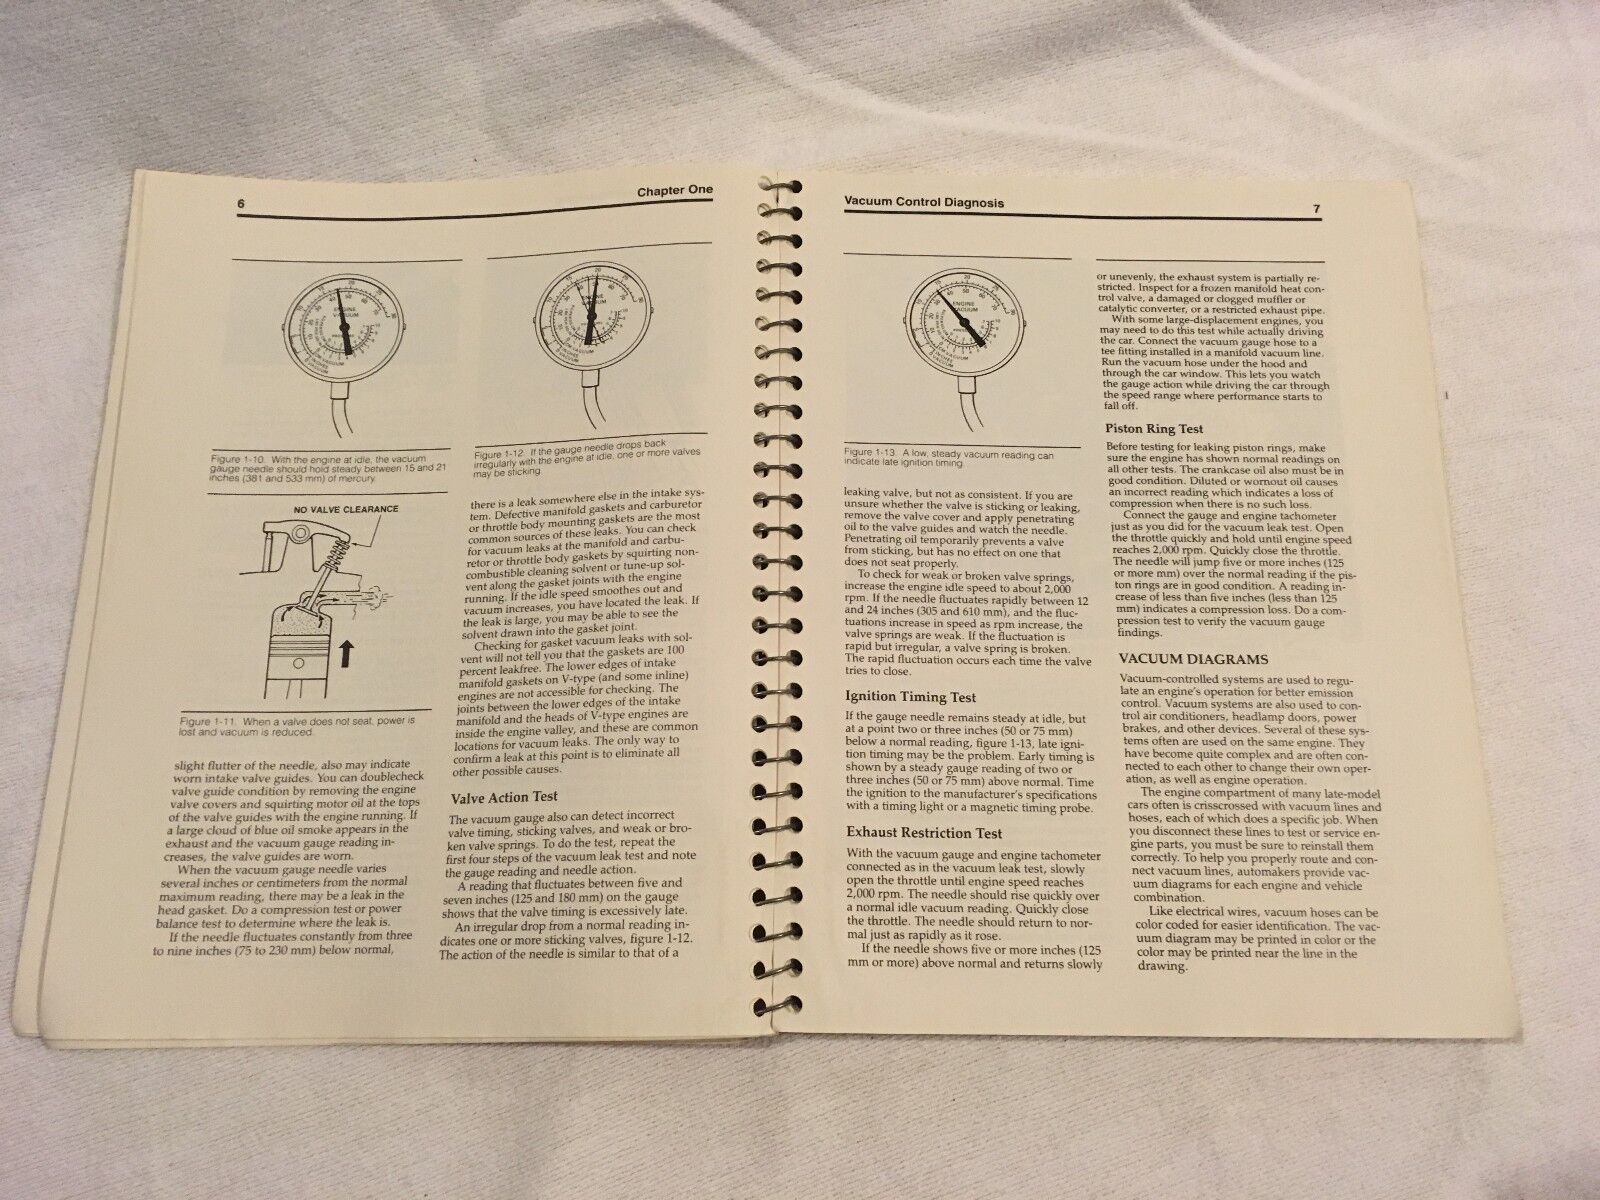 6
Chapter One
Figure 1-10. With the engine at idle, the vacuum
gauge needle should hold steady between 15 and 21
inches (381 and 533 mm) of mercury.
NO VALVE CLEARANCE
Figure 1-11. When a valve does not seat, power is
lost and vacuum is reduced.
slight flutter of the needle, also may indicate
worn intake valve guides. You can doublecheck
valve guide condition by removing the engine
valve covers and squirting motor oil at the tops
of the valve guides with the engine running. If
a large cloud of blue oil smoke appears in the
exhaust and the vacuum gauge reading in-
creases, the valve guides are worn.
When the vacuum gauge needle varies
several inches or centimeters from the normal
maximum reading, there may be a leak in the
head gasket. Do a compression test or power
balance test to determine where the leak is.
If the needle fluctuates constantly from three
to nine inches (75 to 230 mm) below normal,
ENGINE
VACUUM
Figure 1-12. If the gauge needle drops back
irregularly with the engine at idle, one or more valves
may be sticking.
there is a leak somewhere else in the intake sys-
tem. Defective manifold gaskets and carburetor
or throttle body mounting gaskets are the most
common sources of these leaks. You can check
for vacuum leaks at the manifold and carbu-
retor or throttle body gaskets by squirting non-
combustible cleaning solvent or tune-up sol-
vent along the gasket joints with the engine
running. If the idle speed smoothes out and
vacuum increases, you have located the leak. If
the leak is large, you may be able to see the
solvent drawn into the gasket joint.
Checking for gasket vacuum leaks with sol-
vent will not tell you that the gaskets are 100
percent leakfree. The lower edges of intake
manifold gaskets on V-type (and some inline)
engines are not accessible for checking. The
joints between the lower edges of the intake
manifold and the heads of V-type engines are
inside the engine valley, and these are common
locations for vacuum leaks. The only way to
confirm a leak at this point is to eliminate all
other possible causes.
Valve Action Test
The vacuum gauge also can detect incorrect
valve timing, sticking valves, and weak or bro-
ken valve springs. To do the test, repeat the
first four steps of the vacuum leak test and note
the gauge reading and needle action.
A reading that fluctuates between five and
seven inches (125 and 180 mm) on the gauge
shows that the valve timing is excessively late.
An irregular drop from a normal reading in-
dicates one or more sticking valves, figure 1-12.
The action of the needle is similar to that of a
Vacuum Control Diagnosis
7
ENGINE
VACUUM
Figure 1-13. A low, steady vacuum reading can
indicate late ignition timing.
leaking valve, but not as consistent. If you are
unsure whether the valve is sticking or leaking,
remove the valve cover and apply penetrating
oil to the valve guides and watch the needle.
Penetrating oil temporarily prevents a valve
from sticking, but has no effect on one that
does not seat properly.
To check for weak or broken valve springs,
increase the engine idle speed to about 2,000
rpm. If the needle fluctuates rapidly between 12
and 24 inches (305 and 610 mm), and the fluc-
tuations increase in speed as rpm increase, the
valve springs are weak. If the fluctuation is
rapid but irregular, a valve spring is broken.
The rapid fluctuation occurs each time the valve
tries to close.
Ignition Timing Test
If the gauge needle remains steady at idle, but
at a point two or three inches (50 or 75 mm)
below a normal reading, figure 1-13, late igni-
tion timing may be the problem. Early timing is
shown by a steady gauge reading of two or
three inches (50 or 75 mm) above normal. Time
the ignition to the manufacturer's specifications
with a timing light or a magnetic timing probe.
Exhaust Restriction Test
With the vacuum gauge and engine tachometer
connected as in the vacuum leak test, slowly
open the throttle until engine speed reaches
2,000 rpm. The needle should rise quickly over
a normal idle vacuum reading. Quickly close
the throttle. The needle should return to nor-
mal just as rapidly as it rose.
If the needle shows five or more inches (125
mm or more) above normal and returns slowly
or unevenly, the exhaust system is partially re-
stricted. Inspect for a frozen manifold heat con-
trol valve, a damaged or clogged muffler or
catalytic converter, or a restricted exhaust pipe.
With some large-displacement engines, you
may need to do this test while actually driving
the car. Connect the vacuum gauge hose to a
tee fitting installed in a manifold vacuum line.
Run the vacuum hose under the hood and
through the car window. This lets you watch
the gauge action while driving the car through
the speed range where performance starts to
fall off.
Piston Ring Test
Before testing for leaking piston rings, make
sure the engine has shown normal readings on
all other tests. The crankcase oil also must be in
good condition. Diluted or wornout oil causes
an incorrect reading which indicates a loss of
compression when there is no such loss.
Connect the gauge and engine tachometer
just as you did for the vacuum leak test. Open
the throttle quickly and hold until engine speed
reaches 2,000 rpm. Quickly close the throttle.
The needle will jump five or more inches (125
or more mm) over the normal reading if the pis-
ton rings are in good condition. A reading in-
crease of less than five inches (less than 125
mm) indicates a compression loss. Do a com-
pression test to verify the vacuum gauge
findings.
VACUUM DIAGRAMS
Vacuum-controlled systems are used to regu-
late an engine's operation for better emission
control. Vacuum systems are also used to con-
trol air conditioners, headlamp doors, power
brakes, and other devices. Several of these sys-
tems often are used on the same engine. They
have become quite complex and are often con-
nected to each other to change their own oper-
ation, as well as engine operation.
The engine compartment of many late-model
cars often is crisscrossed with vacuum lines and
hoses, each of which does a specific job. When
you disconnect these lines to test or service en-
gine parts, you must be sure to reinstall them
correctly. To help you properly route and con-
nect vacuum lines, automakers provide vac-
uum diagrams for each engine and vehicle
combination.
Like electrical wires, vacuum hoses can be
color coded for easier identification. The vac-
uum diagram may be printed in color or the
color may be printed near the line in the
drawing.